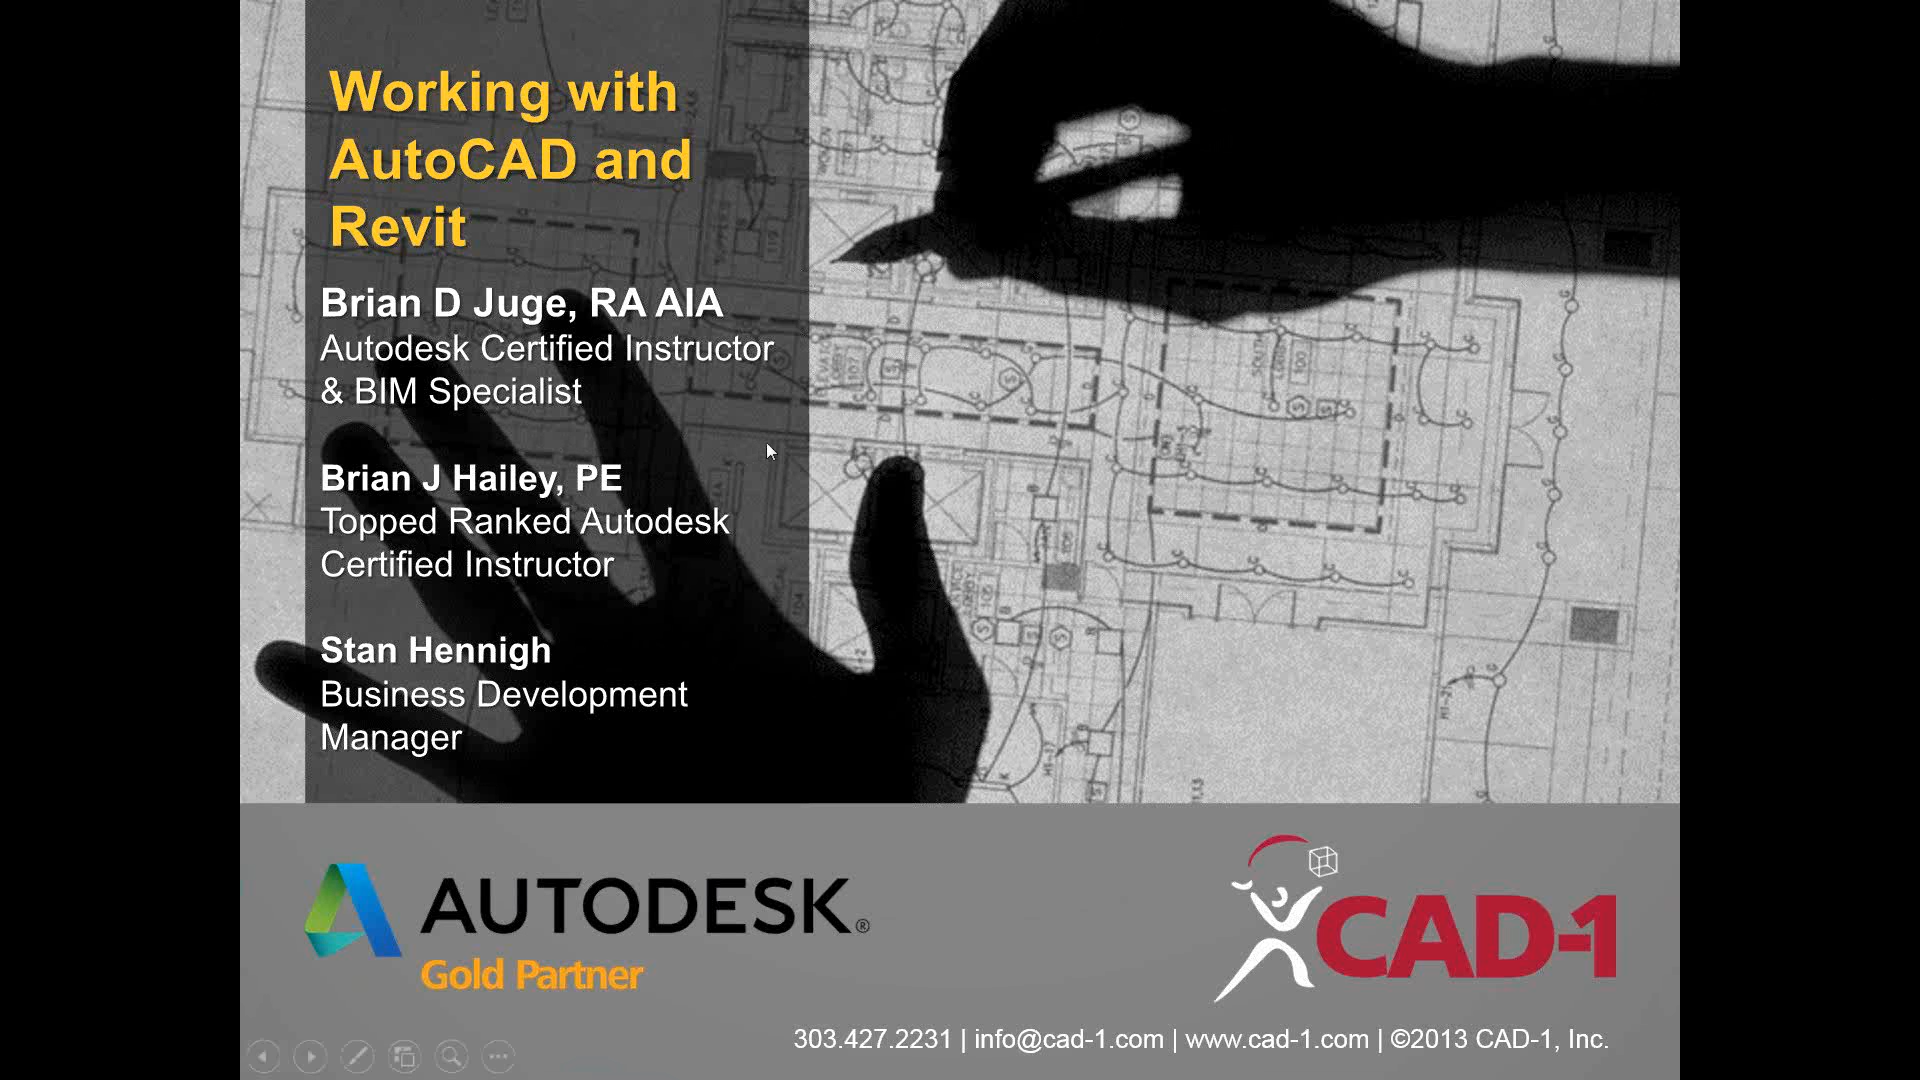 Working with
AutoCAD and
Revit
Brian D Juge, RA AIA
Autodesk Certified Instructor
& BIM Specialist
Brian J Hailey, PE
Topped Ranked Autodesk
Certified Instructor
Stan Hennigh
Business Development
Manager
AUTODESK®
Gold Partner
CAD-1
303.427.2231 | info@cad-1.com | www.cad-1.com | ©2013 CAD-1, Inc.